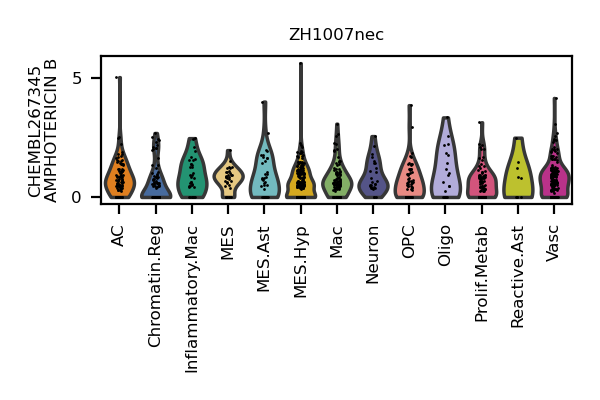 ZH1007nec
CHEMBL267345
AMPHOTERICIN B
5
0
AC
Chromatin.Reg
Inflammatory.Mac
MES
MES.Ast
MES.Hyp
Mac
Neuron
OPC
Oligo
Prolif.Metab
Reactive.Ast
Vasc